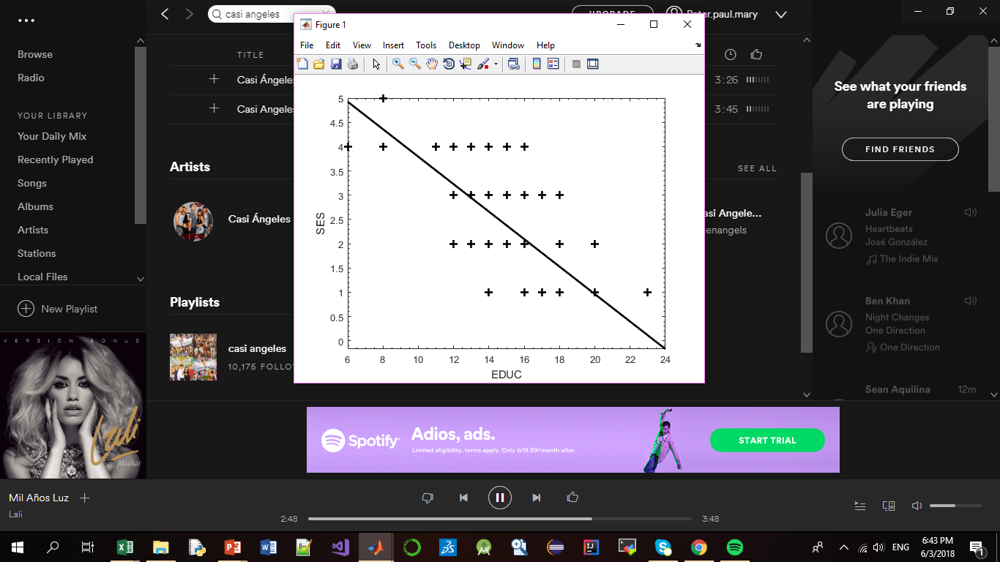 Browse
Radio
YOUR LIBRARY
Your Daily Mix
Recently Played
Songs
Albums
Artists
Stations
Local Files
New Playlist
VERSION BONUS
Lali
Abailar
casi angeles
UPGRADE
Peter.paul.mary
TITLE
Casi Ángeles
3:26
Casi Angeles
3:45
Artists
SEE ALL
Casi Ángeles
asi Angele...
enangels
Playlists
casi angeles
10,175 FOLLO
Figure 1
File Edit View Insert Tools Desktop Window Help
5
4.5
4
3.5
3
2.5
2
1.5
1
0.5
0
SES
6 8 10 12 14 16 18 20 22 24
EDUC
See what your friends
are playing
FIND FRIENDS
Julia Eger
Heartbeats
José González
The Indie Mix
Ben Khan
Night Changes
One Direction
One Direction
Sean Aquilina 12m
Spotify
Adios, ads.
Limited eligibility, terms apply. Only ₪19.99/month after.
START TRIAL
Mil Años Luz
Lali
2:48
3:48
ENG
6:43 PM
6/3/2018
1